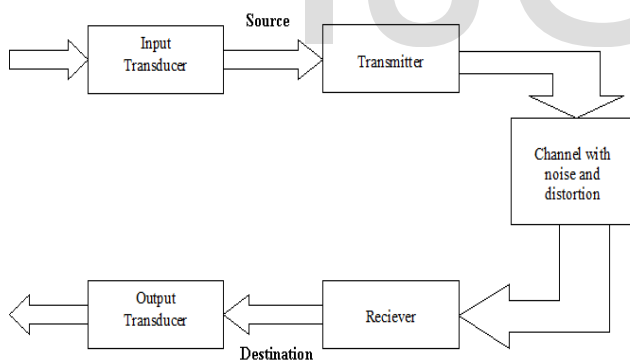 Source
Input
Transducer
Transmitter
Channel with
noise and
distortion
Output
Transducer
Reciever
Destination